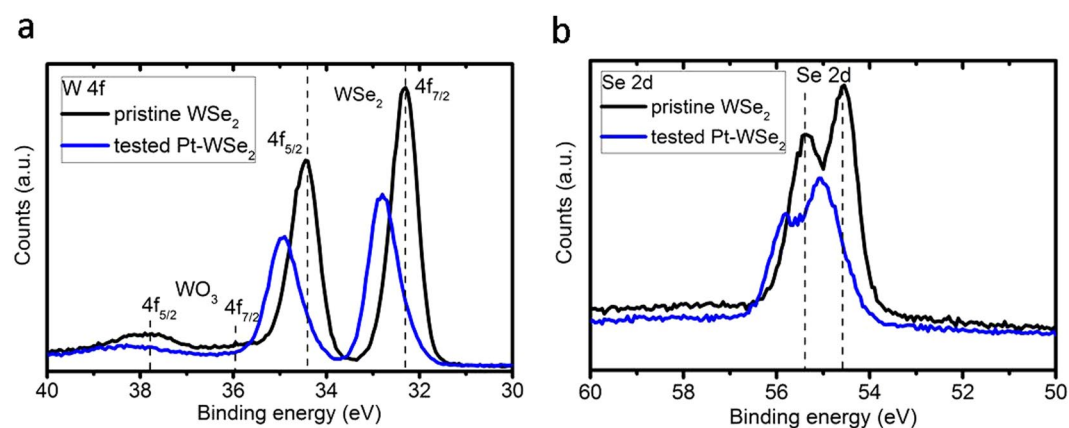 a
W 4f
pristine WSe₂
tested Pt-WSe₂
WSe₂
4f₇/₂
4f₅/₂
WO₃
4f₅/₂
4f₇/₂
Counts (a.u.)
40 38 36 34 32 30
Binding energy (eV)
b
Se 2d
pristine WSe₂
tested Pt-WSe₂
Se 2d
Counts (a.u.)
60 58 56 54 52 50
Binding energy (eV)